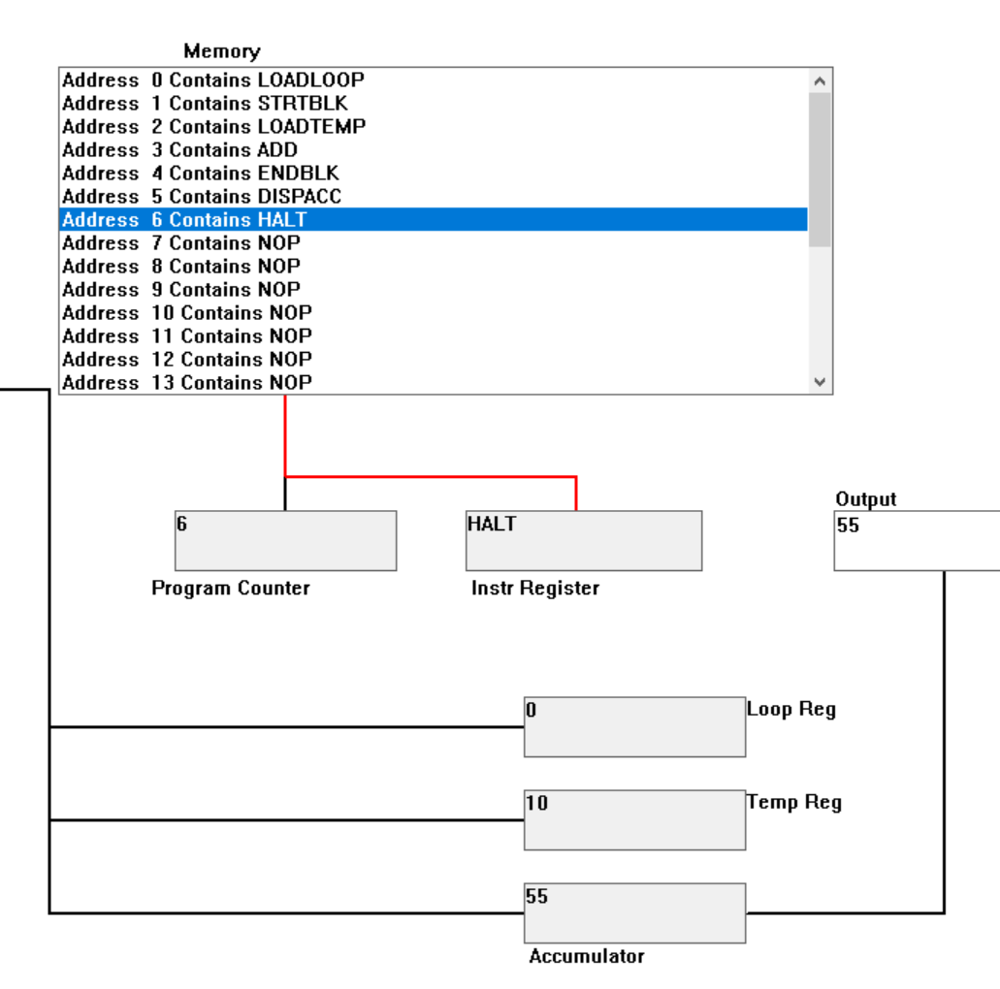 Memory
Address 0 Contains LOADLOOP
Address 1 Contains STRTBLK
Address 2 Contains LOADTEMP
Address 3 Contains ADD
Address 4 Contains ENDBLK
Address 5 Contains DISPACC
Address 6 Contains HALT
Address 7 Contains NOP
Address 8 Contains NOP
Address 9 Contains NOP
Address 10 Contains NOP
Address 11 Contains NOP
Address 12 Contains NOP
Address 13 Contains NOP
6
Program Counter
HALT
Instr Register
Output
55
0
Loop Reg
10
Temp Reg
55
Accumulator